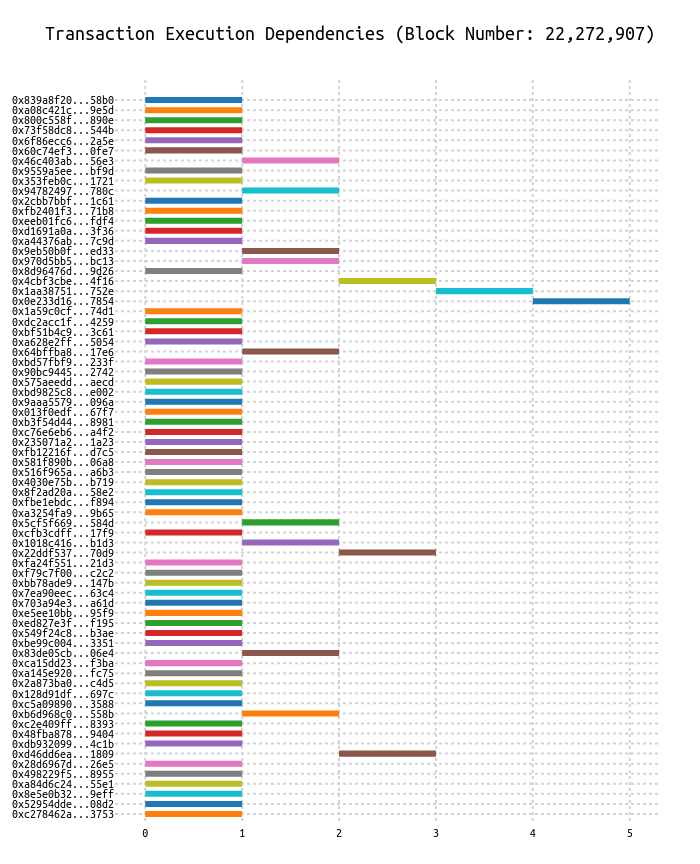 Transaction Execution Dependencies (Block Number: 22,272,907)
0x839a8f20...58b0
0xa08c421c...9e5d
0x800c558f...890e
0x73f58dc8...544b
0x6f86ecc6...2a5e
0x60c74ef3...0fe7
0x46c403ab...56e3
0x9559a5ee...bf9d
0x353feb0c...1721
0x94782497...780c
0x2cbb7bbf...1c61
0xfb2401f3...71b8
0xeeb01fc6...fdf4
0xd1691a0a...3f36
0xa44376ab...7c9d
0x9eb50b0f...ed33
0x970d5bb5...bc13
0x8d96476d...9d26
0x4cbf3cbe...4f16
0x1aa38751...752e
0x0e233d16...7854
0x1a59c0cf...74d1
0xdc2acc1f...4259
0xbf51b4c9...3c61
0xa628e2ff...5054
0x64bffba8...17e6
0xbd57fbf9...233f
0x90bc9445...2742
0x575aeedd...aecd
0xbd9825c8...e002
0x9aaa5579...096a
0x013f0edf...67f7
0xb3f54d44...8981
0xc76e6eb6...a4f2
0x235071a2...1a23
0xfb12216f...d7c5
0x581f890b...06a8
0x516f965a...a6b3
0x4030e75b...b719
0x8f2ad20a...58e2
0xfbe1ebdc...f894
0xa3254fa9...9b65
0x5cf5f669...584d
0xcfb3cdff...17f9
0x1018c416...b1d3
0x22ddf537...70d9
0xfa24f551...21d3
0xf79c7f00...c2c2
0xbb78ade9...147b
0x7ea90eec...63c4
0x703a94e3...a61d
0xe5ee10bb...95f9
0xed827e3f...f195
0x549f24c8...b3ae
0xbe99c004...3351
0x83de05cb...06e4
0xca15dd23...f3ba
0xa145e920...fc75
0x2a873ba0...c4d5
0x128d91df...697c
0xc5a09890...3588
0xb6d968c0...558b
0xc2e409ff...8393
0x48fba878...9404
0xdb932099...4c1b
0xd46dd6ea...1809
0x28d6967d...26e5
0x498229f5...8955
0xa84d6c24...55e1
0x8e5e0b32...9eff
0x52954dde...08d2
0xc278462a...3753
0 1 2 3 4 5